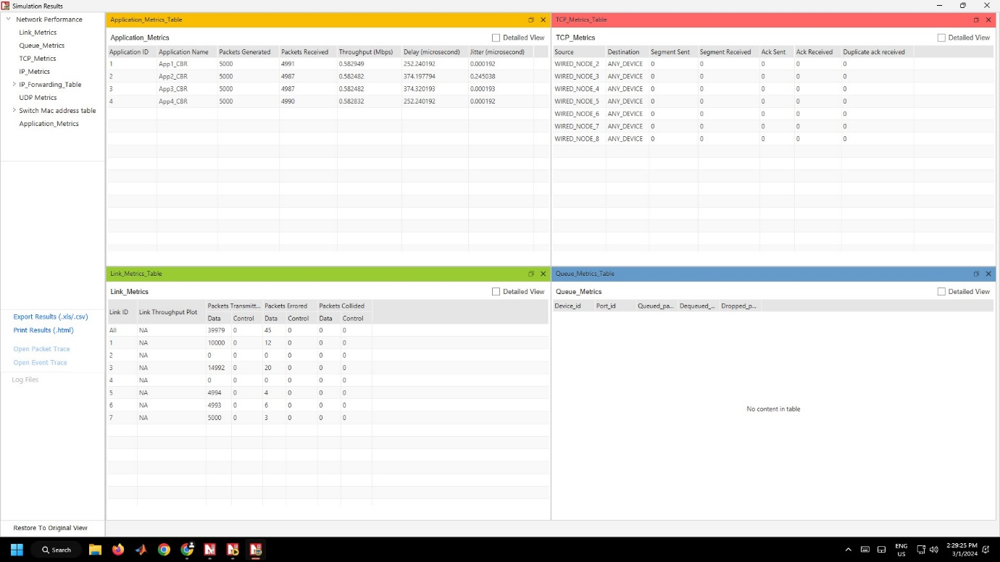 Simulation Results
Network Performance
Link_Metrics
Queue_Metrics
TCP_Metrics
IP_Metrics
IP_Forwarding_Table
UDP Metrics
Switch Mac address table
Application_Metrics
Export Results (.xls/.csv)
Print Results (.html)
Open Packet Trace
Open Event Trace
Log Files
Restore To Original View
Application_Metrics_Table
Application_Metrics Detailed View
Application ID Application Name Packets Generated Packets Received Throughput (Mbps) Delay (microsecond) Jitter (microsecond)
1 App1_CBR 5000 4991 0.582949 252.240192 0.000192
2 App2_CBR 5000 4987 0.582482 374.197794 0.245038
3 App3_CBR 5000 4987 0.582482 374.320193 0.000193
4 App4_CBR 5000 4990 0.582832 252.240192 0.000192
TCP_Metrics_Table
TCP_Metrics Detailed View
Source Destination Segment Sent Segment Received Ack Sent Ack Received Duplicate ack received
WIRED_NODE_2 ANY_DEVICE 0 0 0 0 0
WIRED_NODE_3 ANY_DEVICE 0 0 0 0 0
WIRED_NODE_4 ANY_DEVICE 0 0 0 0 0
WIRED_NODE_5 ANY_DEVICE 0 0 0 0 0
WIRED_NODE_6 ANY_DEVICE 0 0 0 0 0
WIRED_NODE_7 ANY_DEVICE 0 0 0 0 0
WIRED_NODE_8 ANY_DEVICE 0 0 0 0 0
Link_Metrics_Table
Link_Metrics Detailed View
Link ID Link Throughput Plot Packets Transmitt... Packets Errored Packets Collided
Data Control Data Control Data Control
All NA 39979 0 45 0 0 0
1 NA 10000 0 12 0 0 0
2 NA 0 0 0 0 0 0
3 NA 14992 0 20 0 0 0
4 NA 0 0 0 0 0 0
5 NA 4994 0 4 0 0 0
6 NA 4993 0 6 0 0 0
7 NA 5000 0 3 0 0 0
Queue_Metrics_Table
Queue_Metrics Detailed View
Device_id Port_id Queued_pa... Dequeued_... Dropped_p...
No content in table
Search
ENG
US
2:29:25 PM
3/1/2024